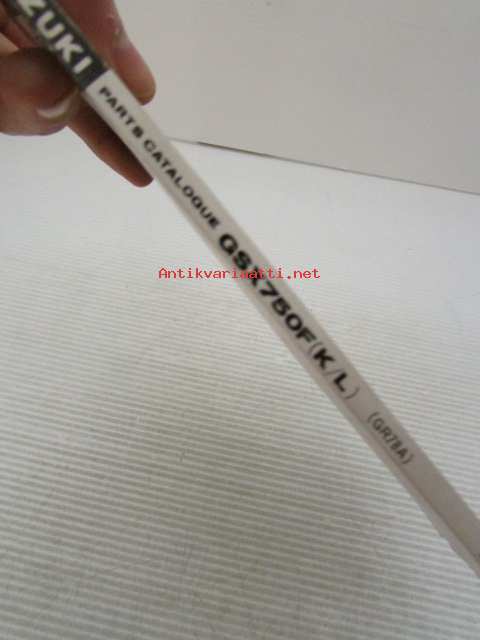 ZUKI PARTS CATALOGUE GSX750F(K/L) (GR78A)
Antikvariaatti.net